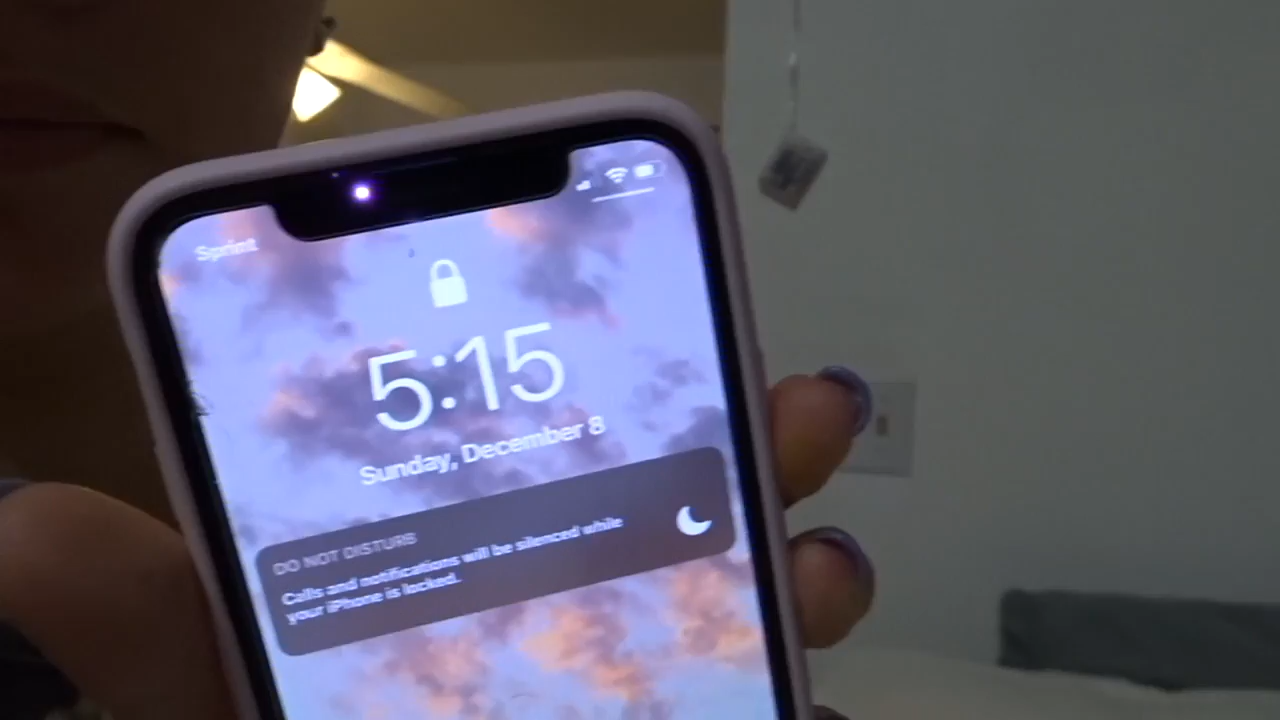 Sprint
5:15
Sunday, December 8
DO NOT DISTURB
Calls and notifications will be silenced while
your iPhone is locked.